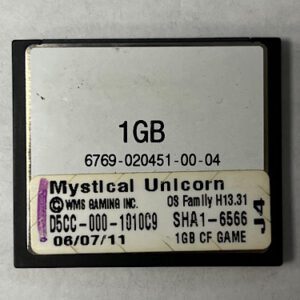 1GB
6769-020451-00-04
Mystical Unicorn
© WMS GAMING INC. OS Family H13.31
D5CC-000-1010C9 SHA1-6566
06/07/11 1GB CF GAME
J4